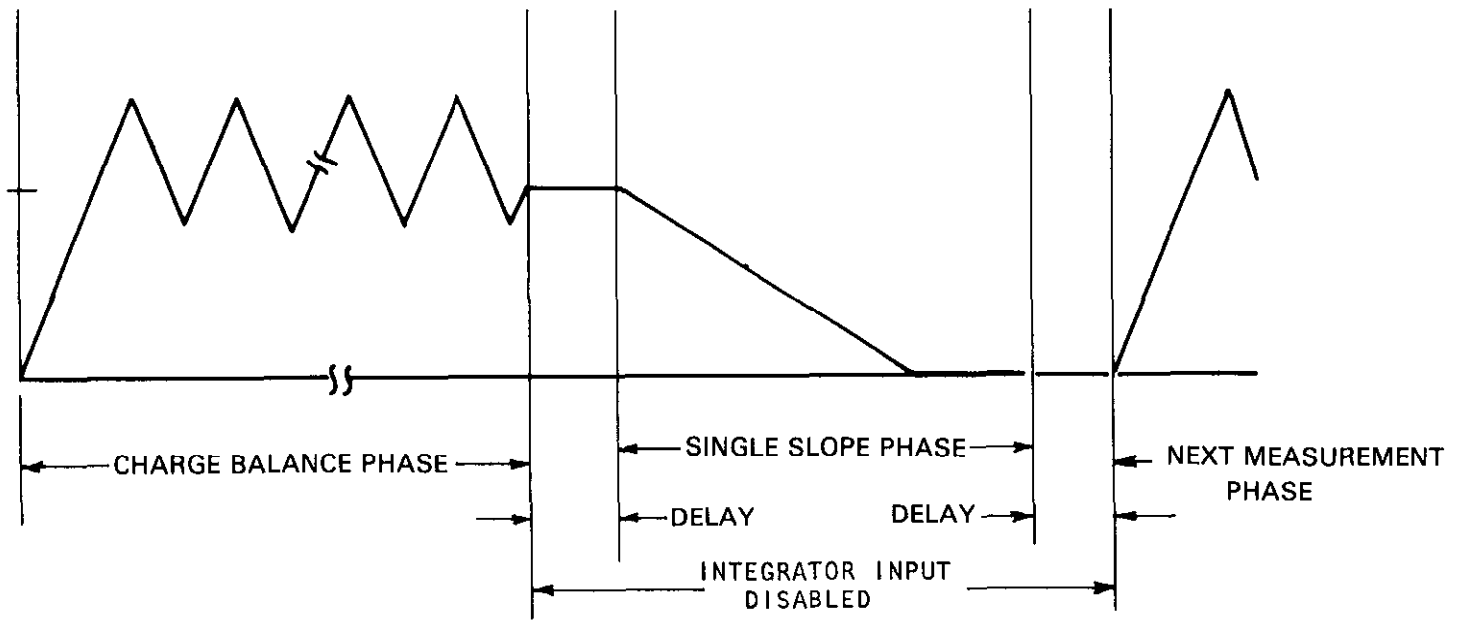 CHARGE BALANCE PHASE
SINGLE SLOPE PHASE
NEXT MEASUREMENT
PHASE
DELAY
DELAY
INTEGRATOR INPUT
DISABLED